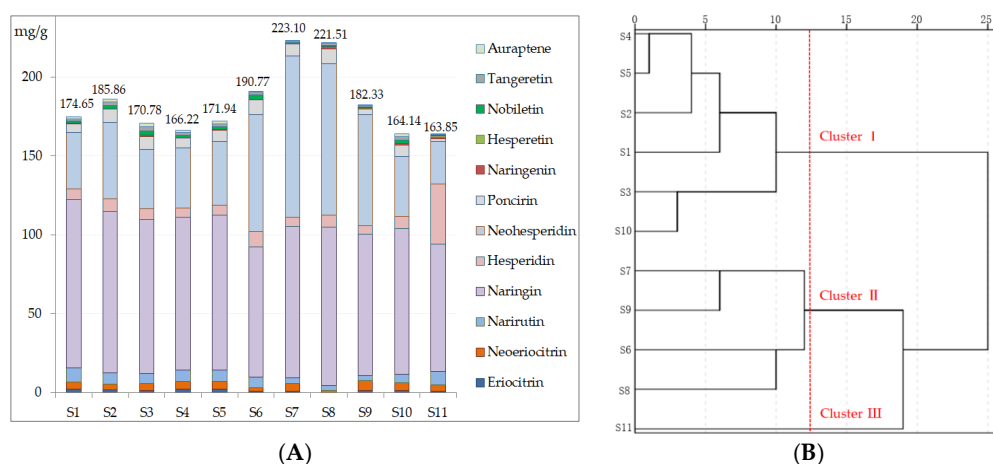 mg/g
200
150
100
50
0
174.65
185.86
170.78
166.22
171.94
190.77
223.10
221.51
182.33
164.14
163.85
S1 S2 S3 S4 S5 S6 S7 S8 S9 S10 S11
Auraptene
Tangeretin
Nobiletin
Hesperetin
Naringenin
Poncirin
Neohesperidin
Hesperidin
Naringin
Narirutin
Neoeriocitrin
Eriocitrin
(A)
0 5 10 15 20 25
S4
S5
S2
S1
S3
S10
S7
S9
S6
S8
S11
Cluster I
Cluster II
Cluster III
(B)